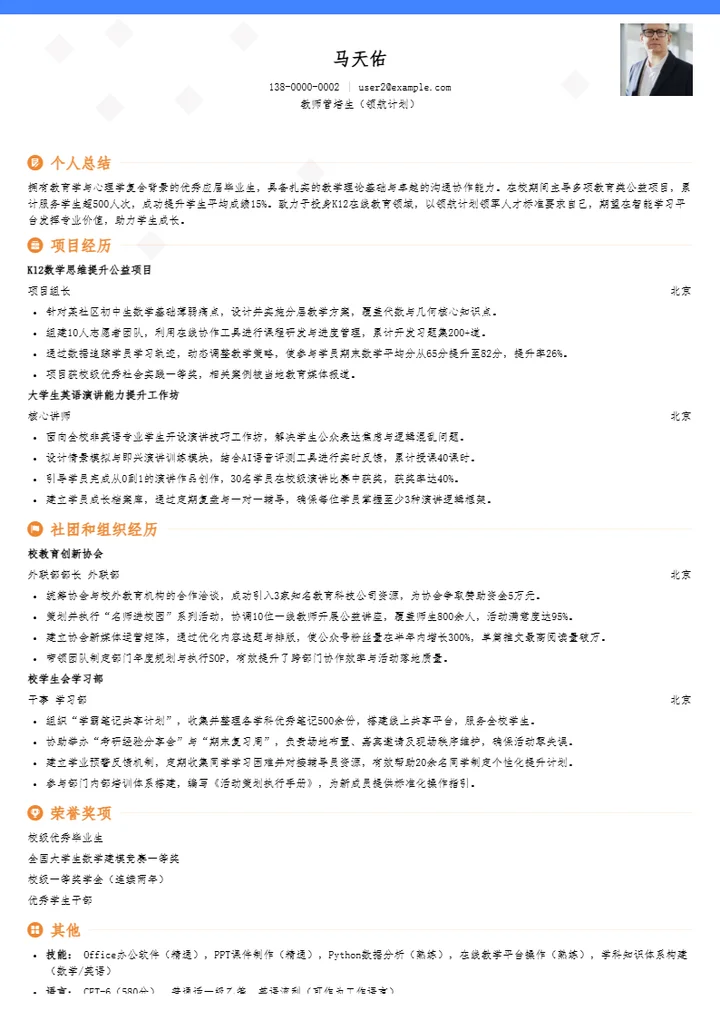 马天佑
138-0000-0002 | user2@example.com
教师管培生（领航计划）
个人总结
拥有教育学与心理学复合背景的优秀应届毕业生，具备扎实的教学理论基础与卓越的沟通协作能力。在校期间主导多项教育类公益项目，累
计服务学生超500人次，成功提升学生平均成绩15%。致力于投身K12在线教育领域，以领航计划领军人才标准要求自己，期望在智能学习平
台发挥专业价值，助力学生成长。
项目经历
K12数学思维提升公益项目
项目组长 北京
• 针对某社区初中生数学基础薄弱痛点，设计并实施分层教学方案，覆盖代数与几何核心知识点。
• 组建10人志愿者团队，利用在线协作工具进行课程研发与进度管理，累计开发习题集200+道。
• 通过数据追踪学员学习轨迹，动态调整教学策略，使参与学员期末数学平均分从65分提升至82分，提升率26%。
• 项目获校级优秀社会实践一等奖，相关案例被当地教育媒体报道。
大学生英语演讲能力提升工作坊
核心讲师 北京
• 面向全校非英语专业学生开设演讲技巧工作坊，解决学生公众表达焦虑与逻辑混乱问题。
• 设计情景模拟与即兴演讲训练模块，结合AI语音评测工具进行实时反馈，累计授课40课时。
• 引导学员完成从0到1的演讲作品创作，30名学员在校级演讲比赛中获奖，获奖率达40%。
• 建立学员成长档案库，通过定期复盘与一对一辅导，确保每位学员掌握至少3种演讲逻辑框架。
社团和组织经历
校教育创新协会
外联部部长 外联部 北京
• 统筹协会与校外教育机构的合作洽谈，成功引入3家知名教育科技公司资源，为协会争取赞助资金5万元。
• 策划并执行“名师进校园”系列活动，协调10位一线教师开展公益讲座，覆盖师生800余人，活动满意度达95%。
• 建立协会新媒体运营矩阵，通过优化内容选题与排版，使公众号粉丝量在半年内增长300%，单篇推文最高阅读量破万。
• 带领团队制定部门年度规划与执行SOP，有效提升了跨部门协作效率与活动落地质量。
校学生会学习部
干事 学习部 北京
• 组织“学霸笔记共享计划”，收集并整理各学科优秀笔记500余份，搭建线上共享平台，服务全校学生。
• 协助举办“考研经验分享会”与“期末复习周”，负责场地布置、嘉宾邀请及现场秩序维护，确保活动零失误。
• 建立学业预警反馈机制，定期收集同学学习困难并对接辅导员资源，有效帮助20余名同学制定个性化提升计划。
• 参与部门内部培训体系搭建，编写《活动策划执行手册》，为新成员提供标准化操作指引。
荣誉奖项
校级优秀毕业生
全国大学生数学建模竞赛一等奖
校级一等奖学金（连续两年）
优秀学生干部
其他
• 技能： Office办公软件（精通），PPT课件制作（精通），Python数据分析（熟练），在线教学平台操作（熟练），学科知识体系构建
（数学/英语）
• 语言： CET-6（580分），普通话一级乙等，英语流利（可作为工作语言）